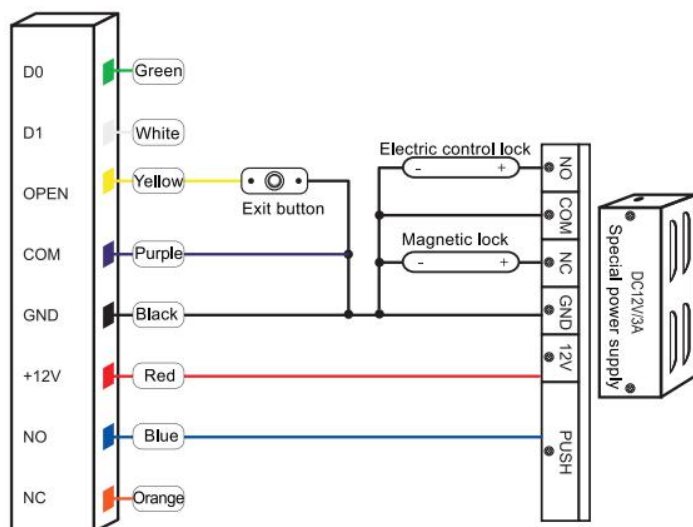 D0 Green
D1 White
Electric control lock
- +
NO
OPEN Yellow
Exit button
COM
COM Purple
Magnetic lock
- +
NC
GND Black
GND
+12V Red
12V
NO Blue
PUSH
NC Orange
DC12V/3A
Special power supply